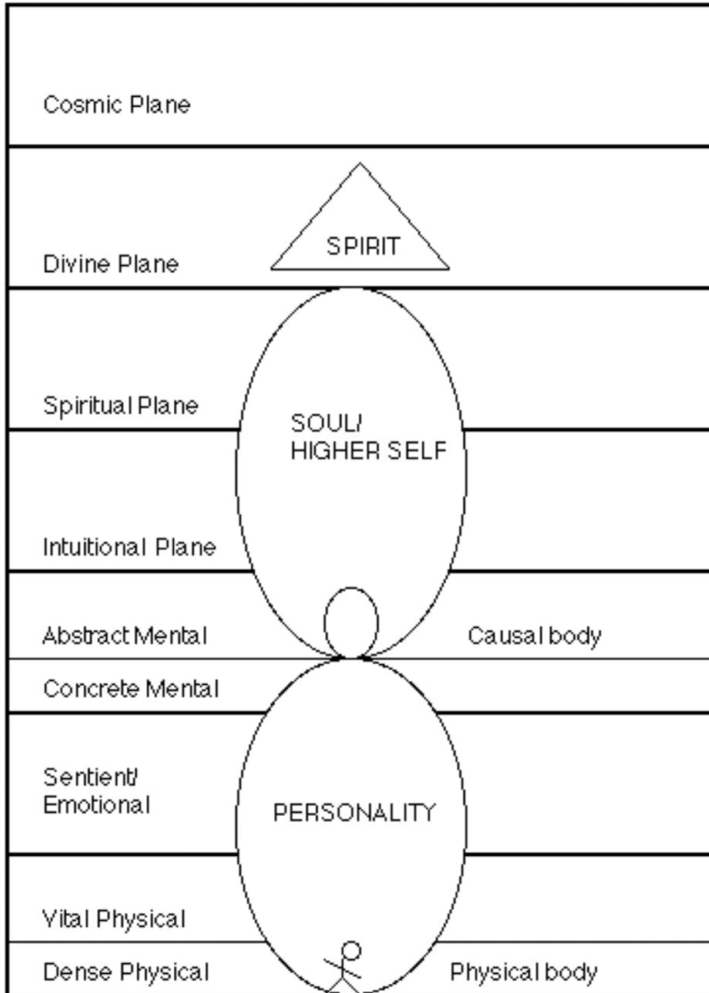 Cosmic Plane
SPIRIT
Divine Plane
Spiritual Plane
SOUL/
HIGHER SELF
Intuitional Plane
Abstract Mental
Causal body
Concrete Mental
Sentient/
Emotional
PERSONALITY
Vital Physical
Dense Physical
Physical body